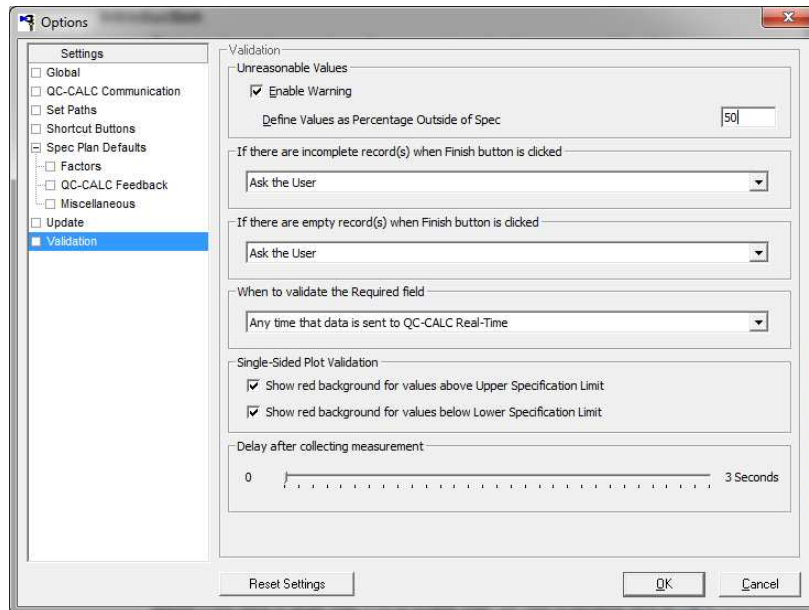 Options
Settings
Global
QC-CALC Communication
Set Paths
Shortcut Buttons
Spec Plan Defaults
Factors
QC-CALC Feedback
Miscellaneous
Update
Validation
Validation
Unreasonable Values
Enable Warning
Define Values as Percentage Outside of Spec 50
If there are incomplete record(s) when Finish button is clicked
Ask the User
If there are empty record(s) when Finish button is clicked
Ask the User
When to validate the Required field
Any time that data is sent to QC-CALC Real-Time
Single-Sided Plot Validation
Show red background for values above Upper Specification Limit
Show red background for values below Lower Specification Limit
Delay after collecting measurement
0 3 Seconds
Reset Settings OK Cancel